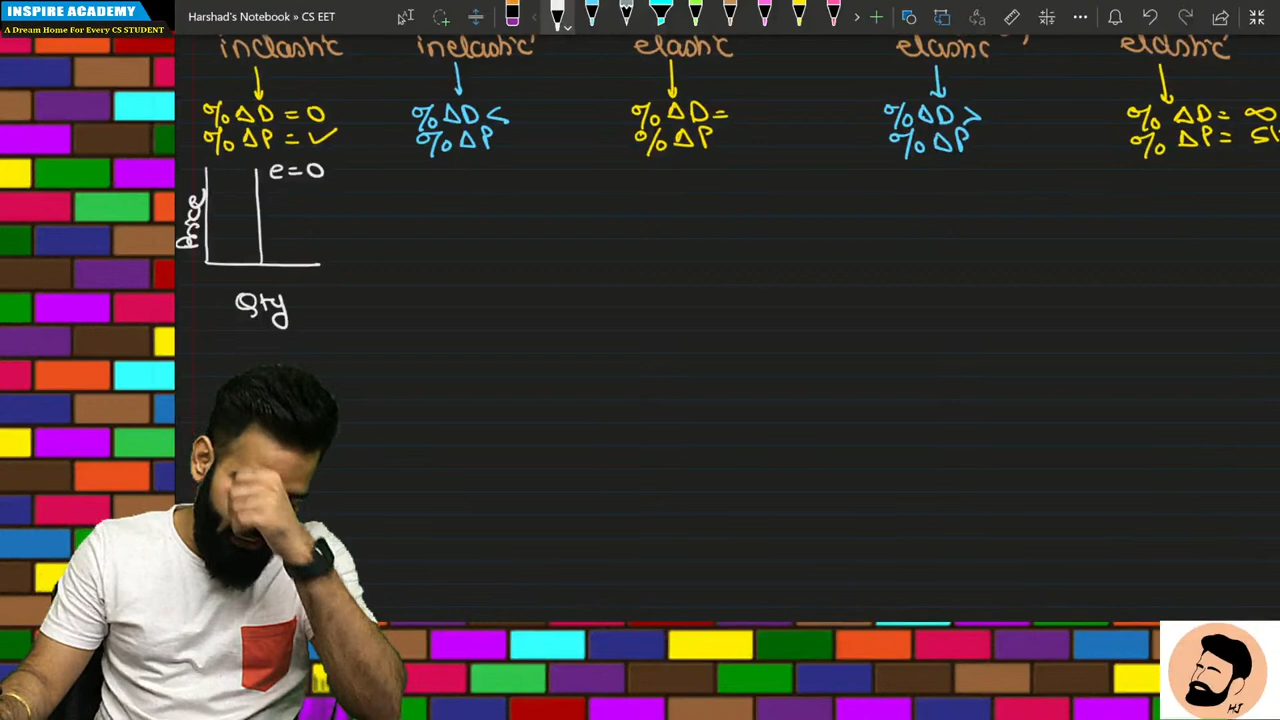 INSPIRE ACADEMY
A Dream Home For Every CS STUDENT
Harshad's Notebook » CS EET
inelastic
inelastic
elastic
elastic
elastic
%ΔD = 0
%ΔP = ✓
%ΔD <
%ΔP
%ΔD =
%ΔP
%ΔD >
%ΔP
%ΔD = ∞
%ΔP =
e = 0
Price
Qty
HJ